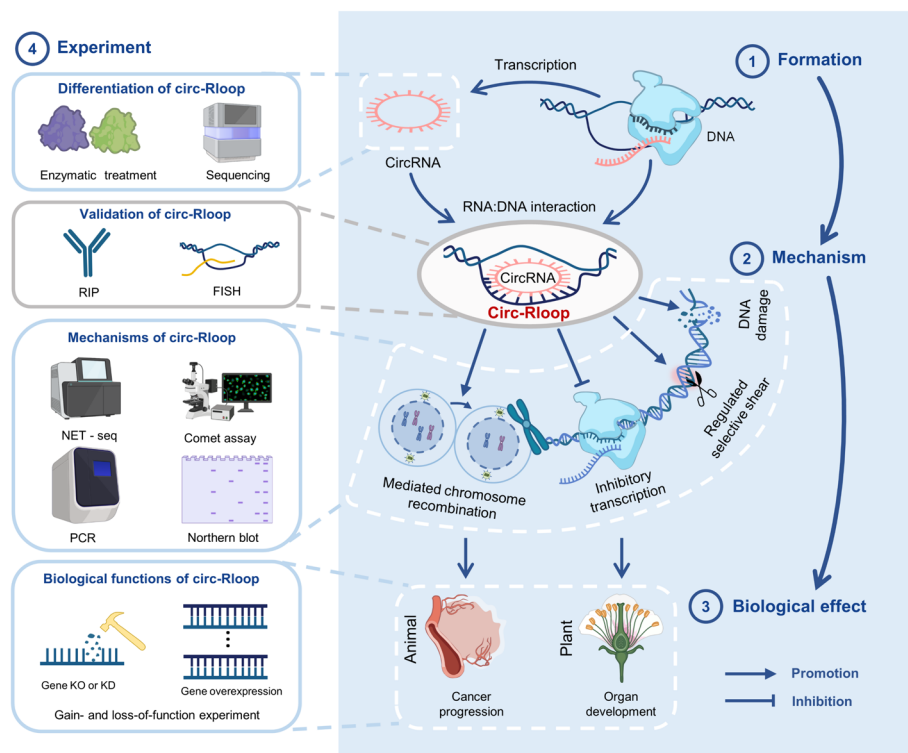 4 Experiment
Differentiation of circ-Rloop
Enzymatic treatment
Sequencing
Validation of circ-Rloop
RIP
FISH
Mechanisms of circ-Rloop
NET - seq
Comet assay
PCR
Northern blot
Biological functions of circ-Rloop
Gene KO or KD
Gene overexpression
Gain- and loss-of-function experiment
Transcription
DNA
CircRNA
RNA:DNA interaction
CircRNA
Circ-Rloop
DNA
damage
Regulated
selective shear
Mediated chromosome
recombination
Inhibitory
transcription
Animal
Cancer
progression
Plant
Organ
development
1 Formation
2 Mechanism
3 Biological effect
Promotion
Inhibition